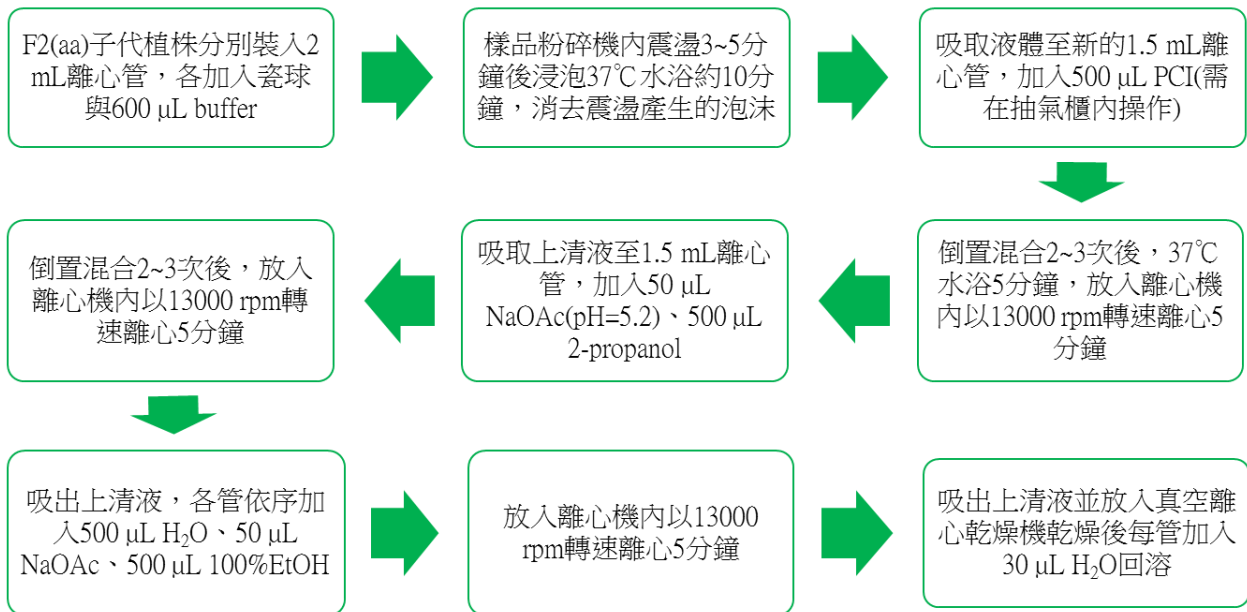 F2(aa)子代植株分別裝入2
mL離心管，各加入瓷球
與600 μL buffer
樣品粉碎機內震盪3~5分
鐘後浸泡37℃水浴約10分
鐘，消去震盪產生的泡沫
吸取液體至新的1.5 mL離
心管，加入500 μL PCI(需
在抽氣櫃內操作)
倒置混合2~3次後，37℃
水浴5分鐘，放入離心機
內以13000 rpm轉速離心5
分鐘
吸取上清液至1.5 mL離心
管，加入50 μL
NaOAc(pH=5.2)、500 μL
2-propanol
倒置混合2~3次後，放入
離心機內以13000 rpm轉
速離心5分鐘
吸出上清液，各管依序加
入500 μL H₂O、50 μL
NaOAc、500 μL 100%EtOH
放入離心機內以13000
rpm轉速離心5分鐘
吸出上清液並放入真空離
心乾燥機乾燥後每管加入
30 μL H₂O回溶